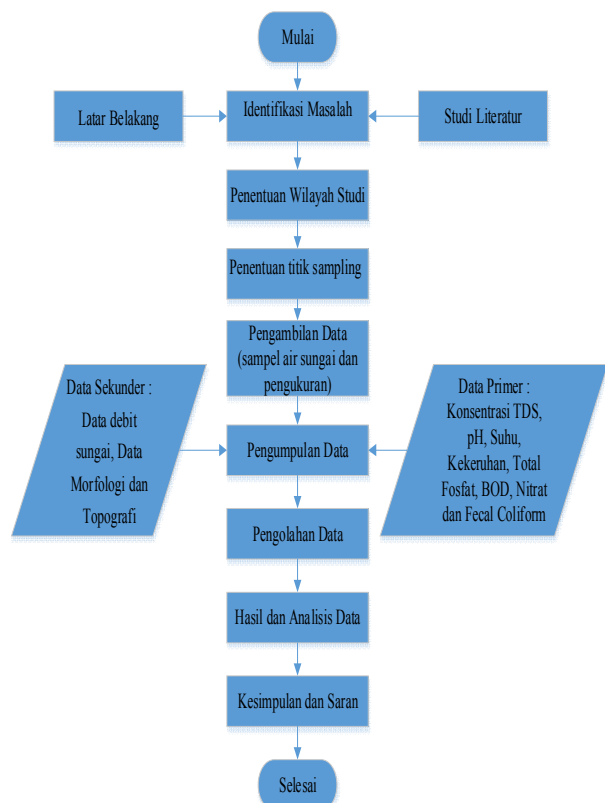 Mulai
Latar Belakang
Identifikasi Masalah
Studi Literatur
Penentuan Wilayah Studi
Penentuan titik sampling
Pengambilan Data
(sampel air sungai dan
pengukuran)
Data Sekunder :
Data debit
sungai, Data
Morfologi dan
Topografi
Pengumpulan Data
Data Primer :
Konsentrasi TDS,
pH, Suhu,
Kekeruhan, Total
Fosfat, BOD, Nitrat
dan Fecal Coliform
Pengolahan Data
Hasil dan Analisis Data
Kesimpulan dan Saran
Selesai